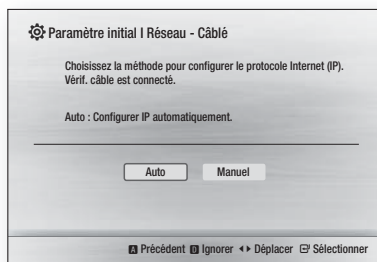 Paramètre initial I Réseau - Câblé
Choisissez la méthode pour configurer le protocole Internet (IP).
Vérif. câble est connecté.
Auto : Configurer IP automatiquement.
Auto Manuel
A Précédent D Ignorer ◄► Déplacer Sélectionner